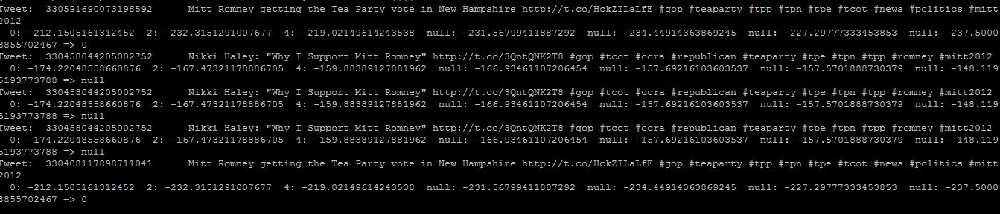 Tweet:  330591690073198592      Mitt Romney getting the Tea Party vote in New Hampshire http://t.co/HckZILaLfE #gop #teaparty #tpp #tpn #tpe #tcot #news #politics #mitt
2012
  0: -212.1505161312452  2: -232.3151291007677  4: -219.02149614243538  null: -231.56799411887292  null: -234.44914363869245  null: -227.29777333453853  null: -237.5000
8855702467 => 0
Tweet:  330458044205002752      Nikki Haley: "Why I Support Mitt Romney" http://t.co/3QntQNK2T8 #gop #tcot #ocra #republican #teaparty #tpe #tpn #tpp #romney #mitt2012
  0: -174.22048558660876  2: -167.47321178886705  4: -159.88389127881962  null: -166.93461107206454  null: -157.69216103603537  null: -157.5701888730379  null: -148.119
5193773788 => null
Tweet:  330458044205002752      Nikki Haley: "Why I Support Mitt Romney" http://t.co/3QntQNK2T8 #gop #tcot #ocra #republican #teaparty #tpe #tpn #tpp #romney #mitt2012
  0: -174.22048558660876  2: -167.47321178886705  4: -159.88389127881962  null: -166.93461107206454  null: -157.69216103603537  null: -157.5701888730379  null: -148.119
5193773788 => null
Tweet:  330458044205002752      Nikki Haley: "Why I Support Mitt Romney" http://t.co/3QntQNK2T8 #gop #tcot #ocra #republican #teaparty #tpe #tpn #tpp #romney #mitt2012
  0: -174.22048558660876  2: -167.47321178886705  4: -159.88389127881962  null: -166.93461107206454  null: -157.69216103603537  null: -157.5701888730379  null: -148.119
5193773788 => null
Tweet:  330408117898711041      Mitt Romney getting the Tea Party vote in New Hampshire http://t.co/HckZILaLfE #gop #teaparty #tpp #tpn #tpe #tcot #news #politics #mitt
2012
  0: -212.1505161312452  2: -232.3151291007677  4: -219.02149614243538  null: -231.56799411887292  null: -234.44914363869245  null: -227.29777333453853  null: -237.5000
8855702467 => 0